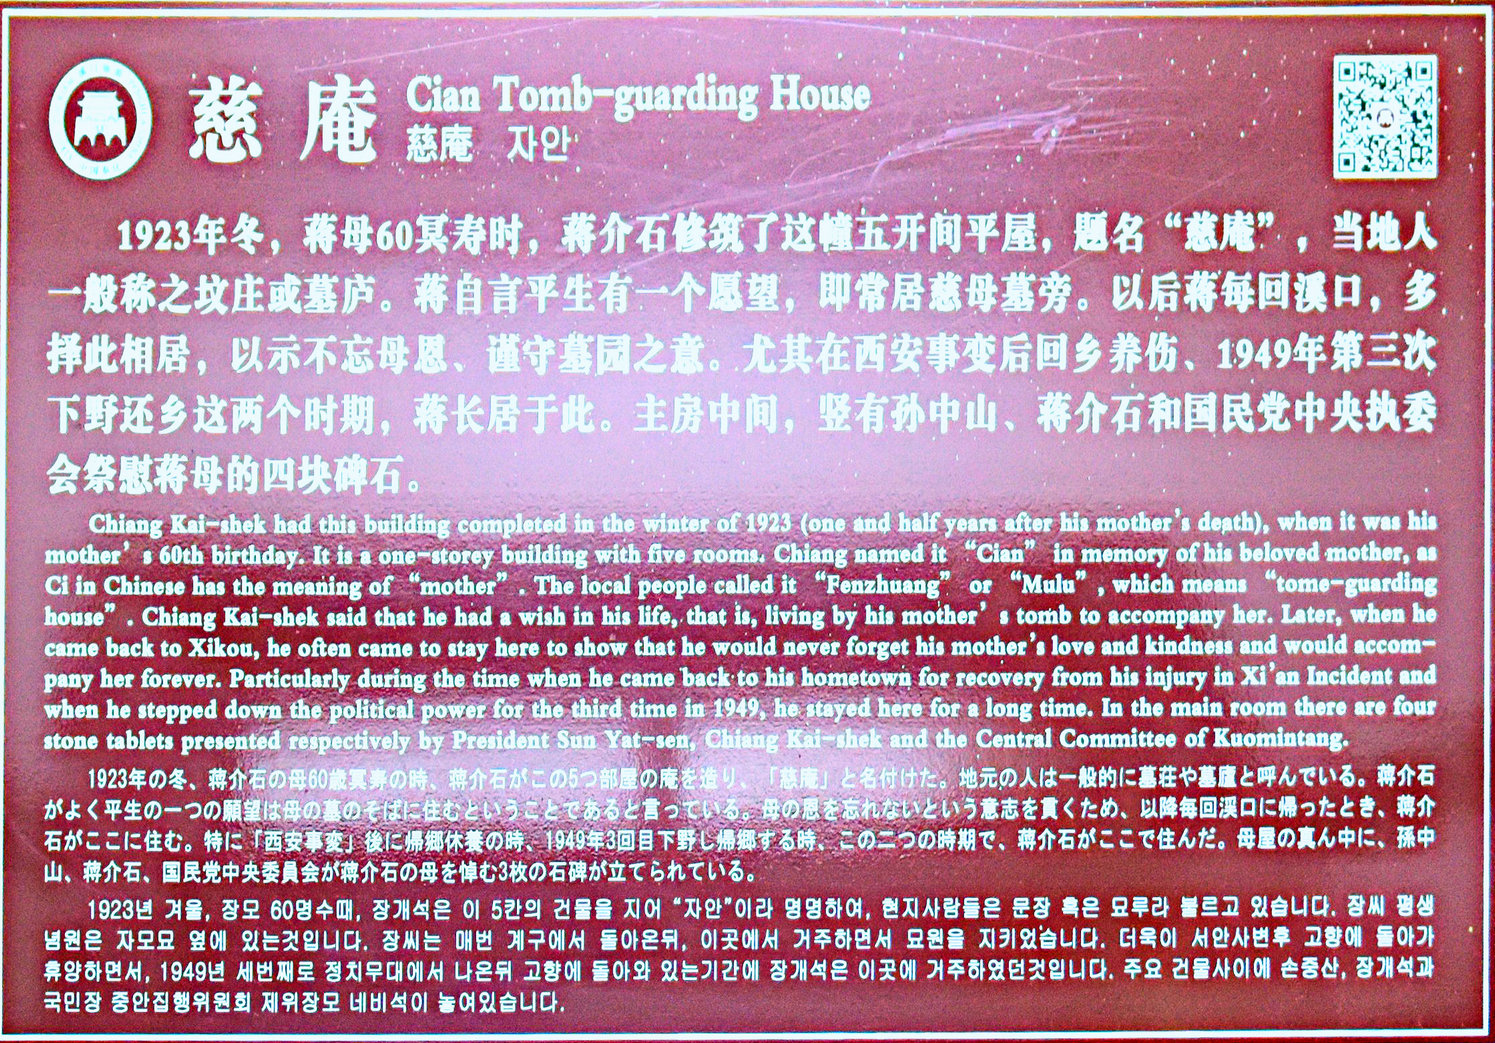 慈庵 Cian Tomb-guarding House
慈庵 자안
1923年冬，蒋母60冥寿时，蒋介石修筑了这幢五开间平屋，题名“慈庵”，当地人
一般称之坟庄或墓庐。蒋自言平生有一个愿望，即常居慈母墓旁。以后蒋每回溪口，多
择此相居，以示不忘母恩、谨守墓园之意。尤其在西安事变后回乡养伤、1949年第三次
下野还乡这两个时期，蒋长居于此。主房中间，竖有孙中山、蒋介石和国民党中央执委
会祭慰蒋母的四块碑石。
Chiang Kai-shek had this building completed in the winter of 1923 (one and half years after his mother's death), when it was his
mother's 60th birthday. It is a one-storey building with five rooms. Chiang named it “Cian” in memory of his beloved mother, as
Ci in Chinese has the meaning of “mother”. The local people called it “Fenzhuang” or “Mulu”, which means “tome-guarding
house”. Chiang Kai-shek said that he had a wish in his life, that is, living by his mother's tomb to accompany her. Later, when he
came back to Xikou, he often came to stay here to show that he would never forget his mother's love and kindness and would accom-
pany her forever. Particularly during the time when he came back to his hometown for recovery from his injury in Xi'an Incident and
when he stepped down the political power for the third time in 1949, he stayed here for a long time. In the main room there are four
stone tablets presented respectively by President Sun Yat-sen, Chiang Kai-shek and the Central Committee of Kuomintang.
1923年の冬、蒋介石の母60歳冥寿の時、蒋介石がこの5つ部屋の庵を造り、「慈庵」と名付けた。地元の人は一般的に墓荘や墓廬と呼んでいる。蒋介石
がよく平生の一つの願望は母の墓のそばに住むということであると言っている。母の恩を忘れないという意志を貫くため、以降毎回渓口に帰ったとき、蒋介
石がここに住む。特に「西安事変」後に帰郷休養の時、1949年3回目下野し帰郷する時、この二つの時期で、蒋介石がここで住んだ。母屋の真ん中に、孫中
山、蒋介石、国民党中央委員会が蒋介石の母を悼む3枚の石碑が立てられている。
1923년 겨울, 장모 60명수때, 장개석은 이 5칸의 건물을 지어 “자안”이라 명명하여, 현지사람들은 문장 혹은 묘루라 불르고 있습니다. 장씨 평생
념원은 자모묘 옆에 있는것입니다. 장씨는 매번 계구에서 돌아온뒤, 이곳에서 거주하면서 묘원을 지키었습니다. 더욱이 서안사변후 고향에 돌아가
휴양하면서, 1949년 세번째로 정치무대에서 나온뒤 고향에 돌아와 있는기간에 장개석은 이곳에 거주하였던것입니다. 주요 건물사이에 손중산, 장개석과
국민장 중안집행위원회 제위장모 네비석이 놓여있습니다.